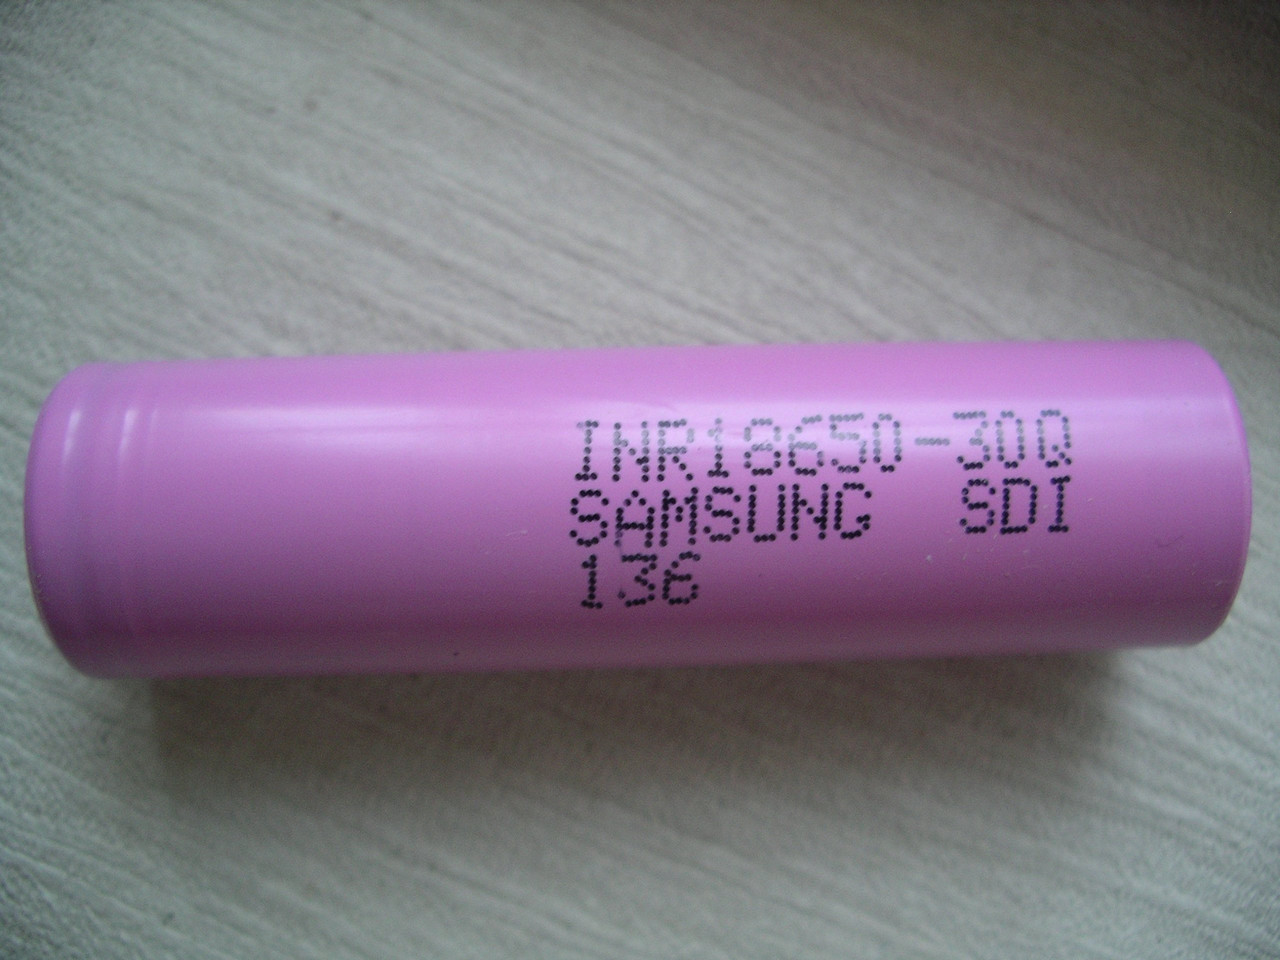 INR18650-30Q
SAMSUNG SDI
136